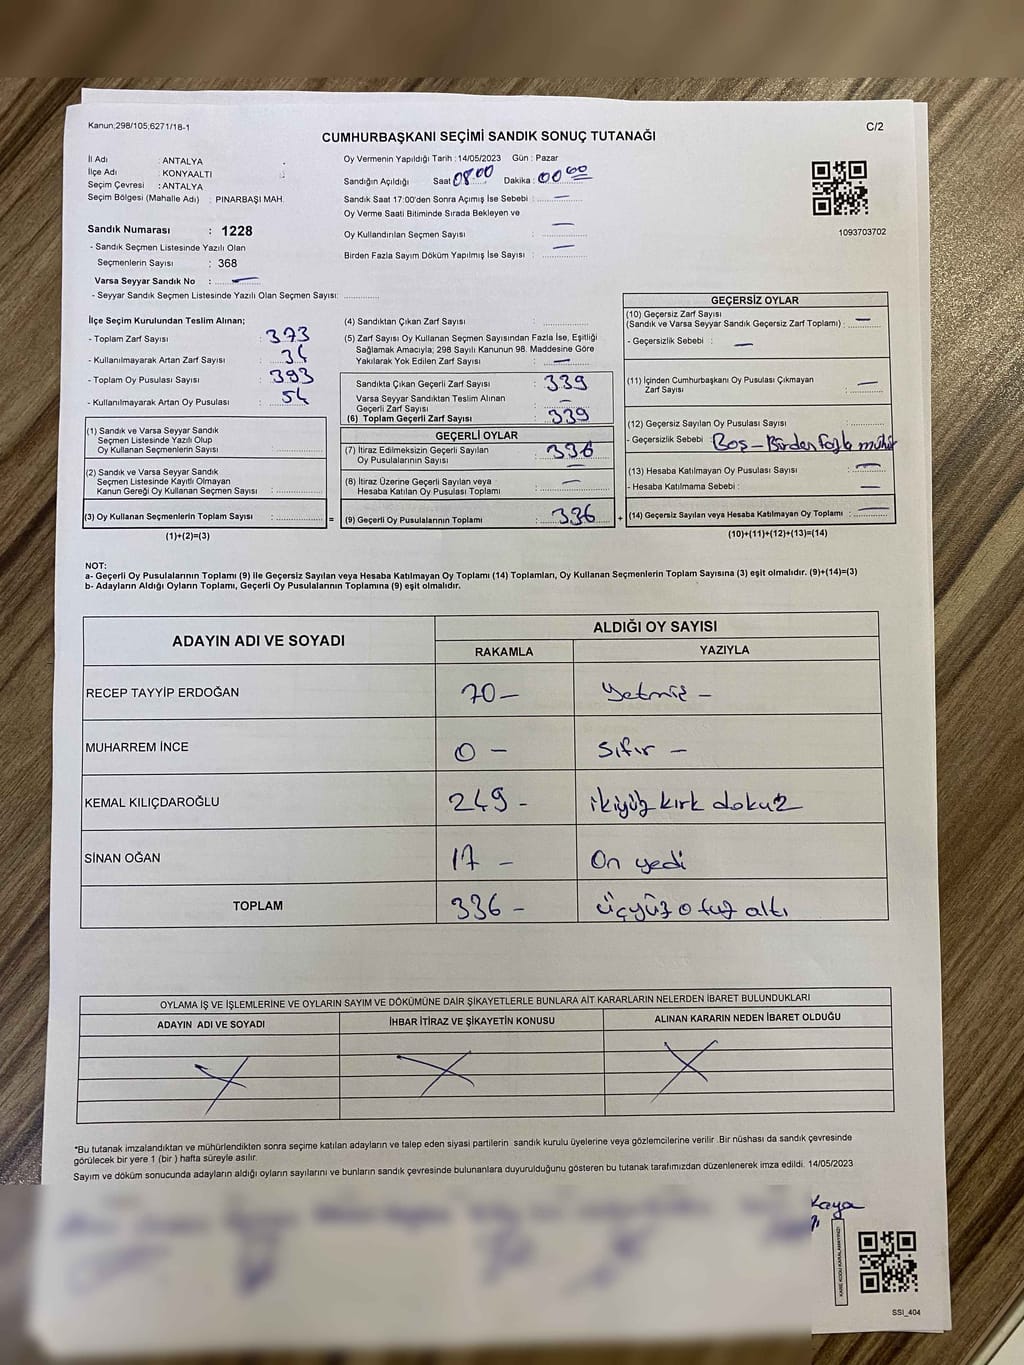 Kanun;298/105;6271/18-1
CUMHURBAŞKANI SEÇİMİ SANDIK SONUÇ TUTANAĞI
C/2
İl Adı : ANTALYA
İlçe Adı : KONYAALTI
Seçim Çevresi : ANTALYA
Seçim Bölgesi (Mahalle Adı) : PINARBAŞI MAH.
Oy Vermenin Yapıldığı Tarih : 14/05/2023 Gün : Pazar
Sandığın Açıldığı Saat : 08.00 Dakika : 00
Sandık Saat 17:00'den Sonra Açımış İse Sebebi : —
Oy Verme Saati Bitiminde Sırada Bekleyen ve
Oy Kullandırılan Seçmen Sayısı : —
Birden Fazla Sayım Döküm Yapılmış İse Sayısı : —
1093703702
Sandık Numarası : 1228
- Sandık Seçmen Listesinde Yazılı Olan
Seçmenlerin Sayısı : 368
Varsa Seyyar Sandık No : —
- Seyyar Sandık Seçmen Listesinde Yazılı Olan Seçmen Sayısı:
İlçe Seçim Kurulundan Teslim Alınan;
- Toplam Zarf Sayısı : 373
- Kullanılmayarak Artan Zarf Sayısı : 34
- Toplam Oy Pusulası Sayısı : 393
- Kullanılmayarak Artan Oy Pusulası : 54
(1) Sandık ve Varsa Seyyar Sandık
Seçmen Listesinde Yazılı Olup
Oy Kullanan Seçmenlerin Sayısı :
(2) Sandık ve Varsa Seyyar Sandık
Seçmen Listesinde Kayıtlı Olmayan
Kanun Gereği Oy Kullanan Seçmen Sayısı :
(3) Oy Kullanan Seçmenlerin Toplam Sayısı :
(1)+(2)=(3)
(4) Sandıktan Çıkan Zarf Sayısı :
(5) Zarf Sayısı Oy Kullanan Seçmen Sayısından Fazla İse, Eşitliği
Sağlamak Amacıyla; 298 Sayılı Kanunun 98. Maddesine Göre
Yakılarak Yok Edilen Zarf Sayısı : —
Sandıkta Çıkan Geçerli Zarf Sayısı : 339
Varsa Seyyar Sandıktan Teslim Alınan
Geçerli Zarf Sayısı : —
(6) Toplam Geçerli Zarf Sayısı : 339
GEÇERLİ OYLAR
(7) İtiraz Edilmeksizin Geçerli Sayılan
Oy Pusulalarının Sayısı : 336
(8) İtiraz Üzerine Geçerli Sayılan veya
Hesaba Katılan Oy Pusulası Toplamı : —
= (9) Geçerli Oy Pusulalarının Toplamı : 336
GEÇERSİZ OYLAR
(10) Geçersiz Zarf Sayısı
(Sandık ve Varsa Seyyar Sandık Geçersiz Zarf Toplamı) : —
- Geçersizlik Sebebi : —
(11) İçinden Cumhurbaşkanı Oy Pusulası Çıkmayan
Zarf Sayısı : —
(12) Geçersiz Sayılan Oy Pusulası Sayısı :
- Geçersizlik Sebebi Boş – Birden fazla mühür
(13) Hesaba Katılmayan Oy Pusulası Sayısı : —
- Hesaba Katılmama Sebebi : —
+ (14) Geçersiz Sayılan veya Hesaba Katılmayan Oy Toplamı : —
(10)+(11)+(12)+(13)=(14)
NOT:
a- Geçerli Oy Pusulalarının Toplamı (9) ile Geçersiz Sayılan veya Hesaba Katılmayan Oy Toplamı (14) Toplamları, Oy Kullanan Seçmenlerin Toplam Sayısına (3) eşit olmalıdır. (9)+(14)=(3)
b- Adayların Aldığı Oyların Toplamı, Geçerli Oy Pusulalarının Toplamına (9) eşit olmalıdır.
ADAYIN ADI VE SOYADI
ALDIĞI OY SAYISI
RAKAMLA YAZIYLA
RECEP TAYYİP ERDOĞAN 70 – yetmiş –
MUHARREM İNCE 0 – sıfır –
KEMAL KILIÇDAROĞLU 249 – ikiyüz kırk dokuz
SİNAN OĞAN 17 – On yedi
TOPLAM 336 – üçyüz otuz altı
OYLAMA İŞ VE İŞLEMLERİNE VE OYLARIN SAYIM VE DÖKÜMÜNE DAİR ŞİKAYETLERLE BUNLARA AİT KARARLARIN NELERDEN İBARET BULUNDUKLARI
ADAYIN ADI VE SOYADI İHBAR İTİRAZ VE ŞİKAYETİN KONUSU ALINAN KARARIN NEDEN İBARET OLDUĞU
*Bu tutanak imzalandıktan ve mühürlendikten sonra seçime katılan adayların ve talep eden siyasi partilerin sandık kurulu üyelerine veya gözlemcilerine verilir .Bir nüshası da sandık çevresinde
görülecek bir yere 1 (bir ) hafta süreyle asılır.
Sayım ve döküm sonucunda adayların aldığı oyların sayılarını ve bunların sandık çevresinde bulunanlara duyurulduğunu gösteren bu tutanak tarafımızdan düzenlenerek imza edildi. 14/05/2023
Kaya
KARE KODU KARALAMAYINIZ!
SSİ_404